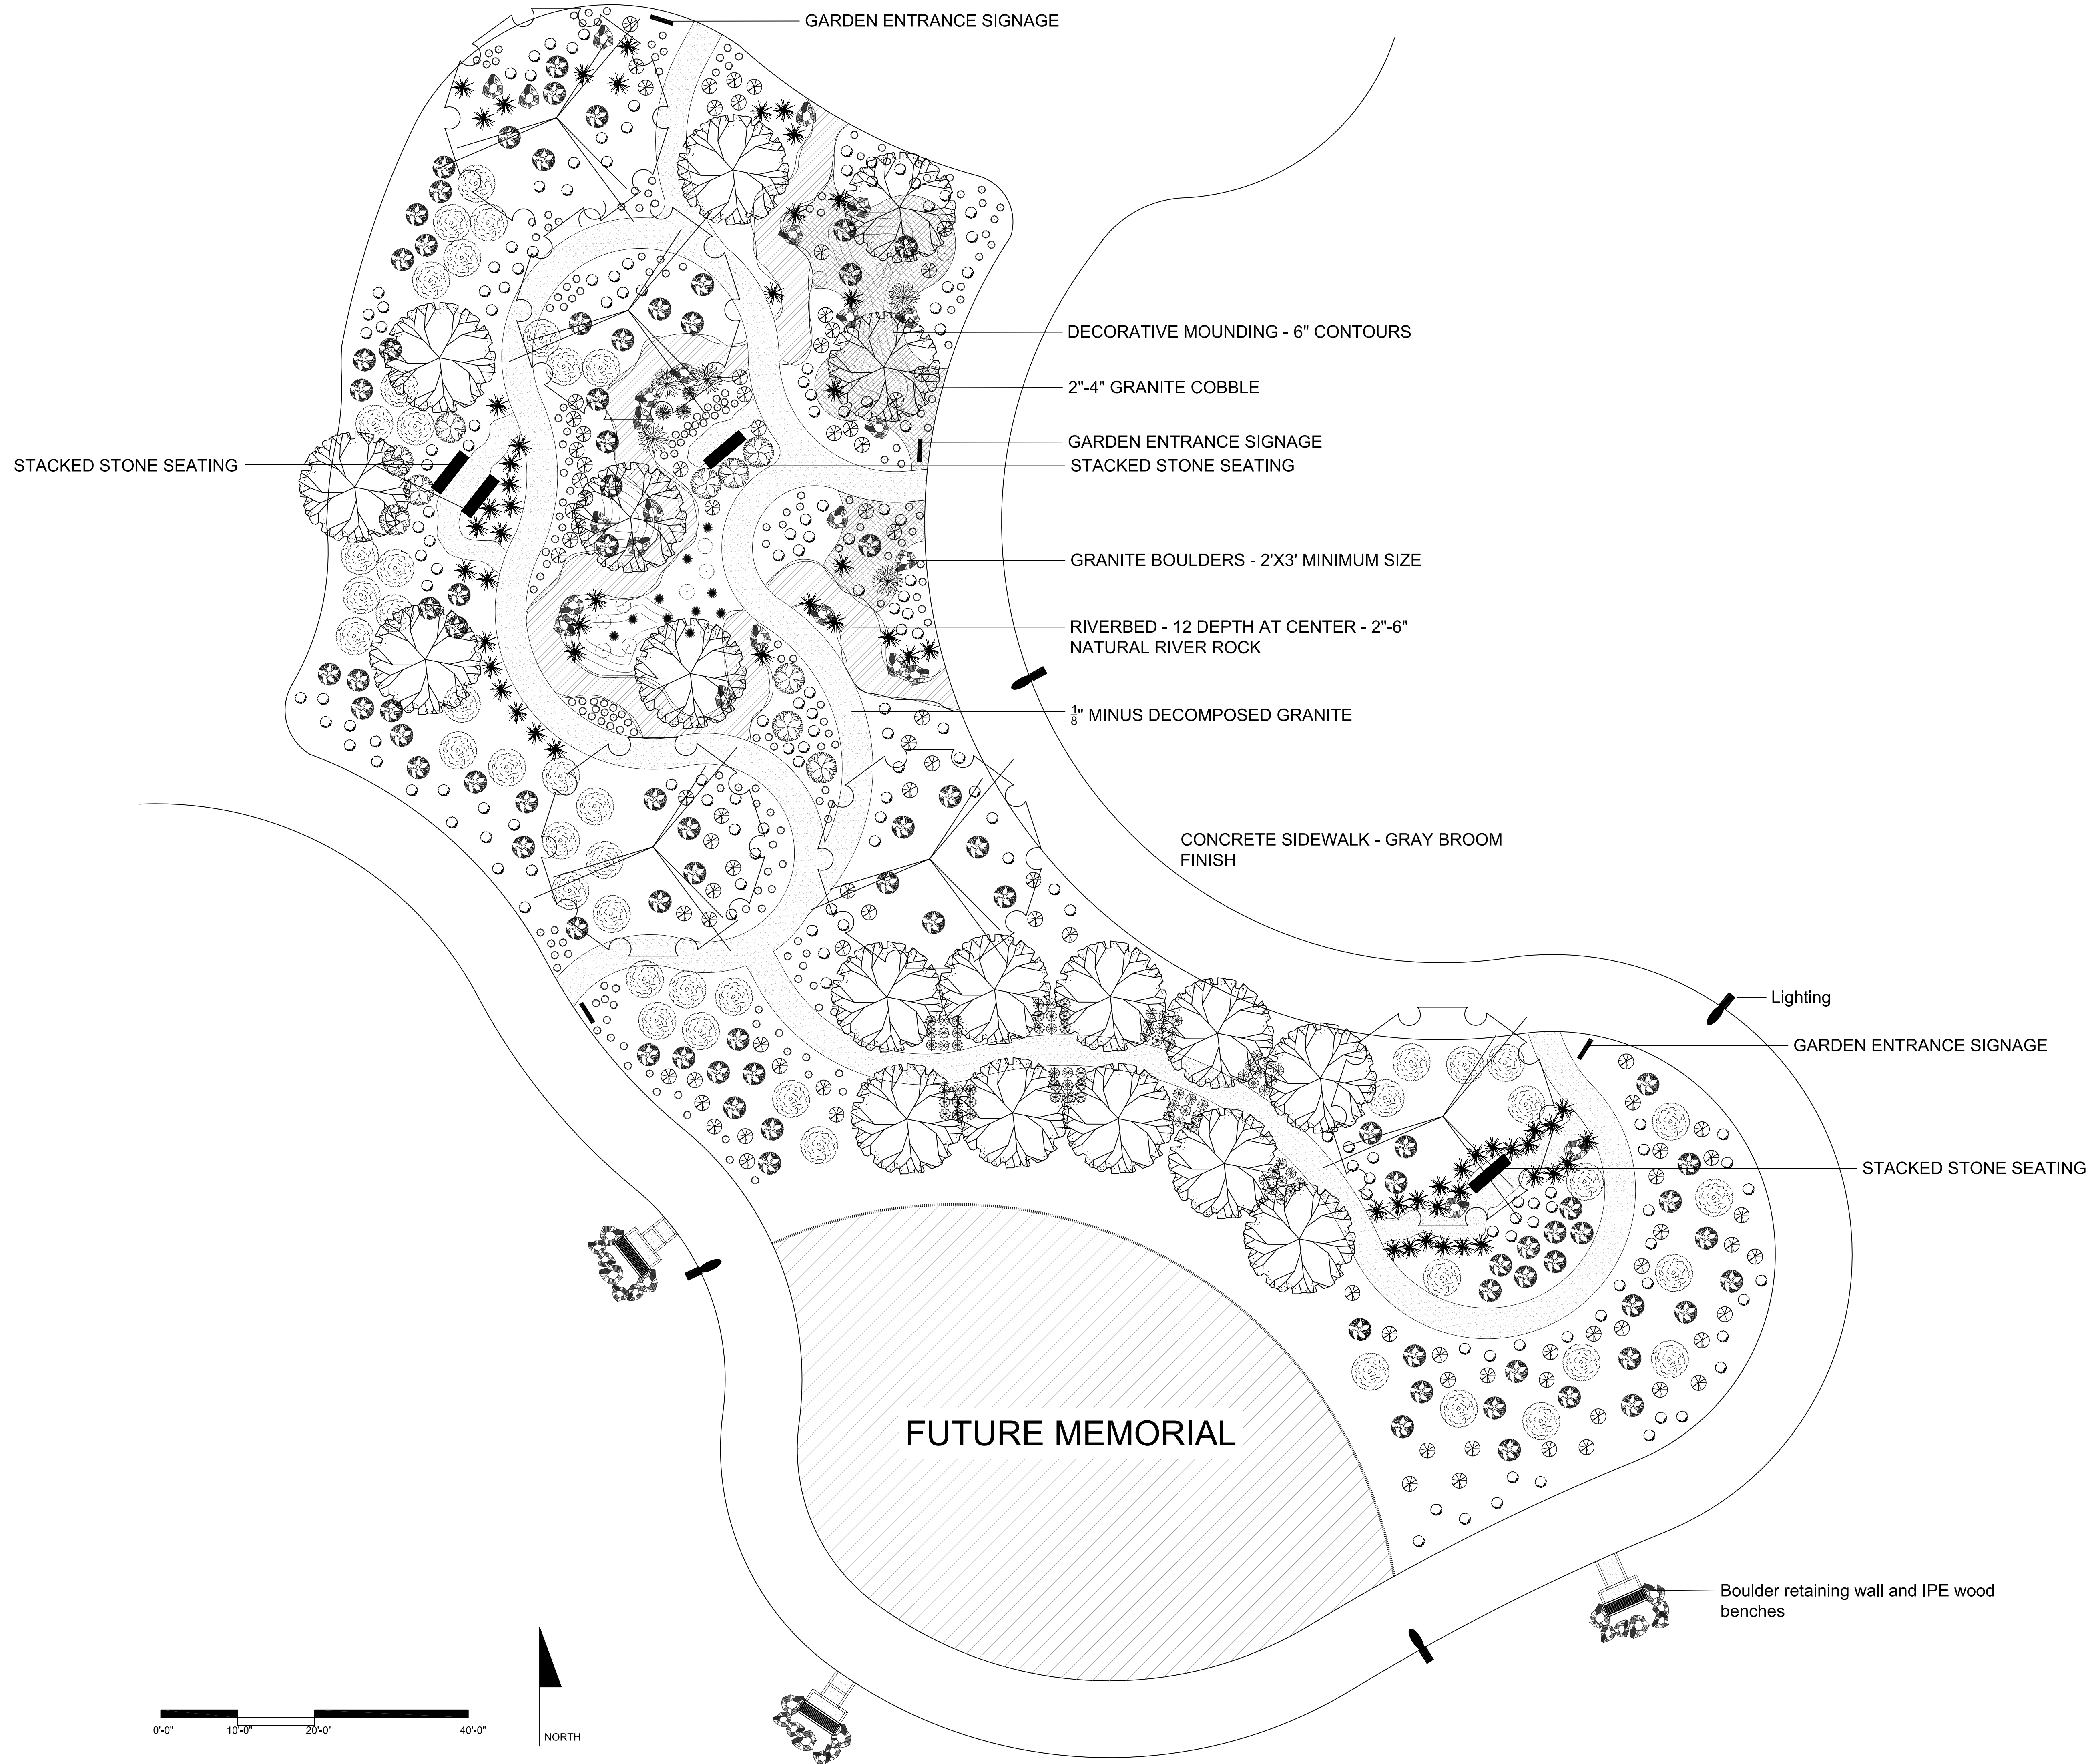 GARDEN ENTRANCE SIGNAGE
DECORATIVE MOUNDING - 6" CONTOURS
2"-4" GRANITE COBBLE
GARDEN ENTRANCE SIGNAGE
STACKED STONE SEATING
STACKED STONE SEATING
GRANITE BOULDERS - 2'X3' MINIMUM SIZE
RIVERBED - 12 DEPTH AT CENTER - 2"-6"
NATURAL RIVER ROCK
1/8" MINUS DECOMPOSED GRANITE
CONCRETE SIDEWALK - GRAY BROOM
FINISH
Lighting
GARDEN ENTRANCE SIGNAGE
STACKED STONE SEATING
FUTURE MEMORIAL
Boulder retaining wall and IPE wood
benches
0'-0" 10'-0" 20'-0" 40'-0"
NORTH